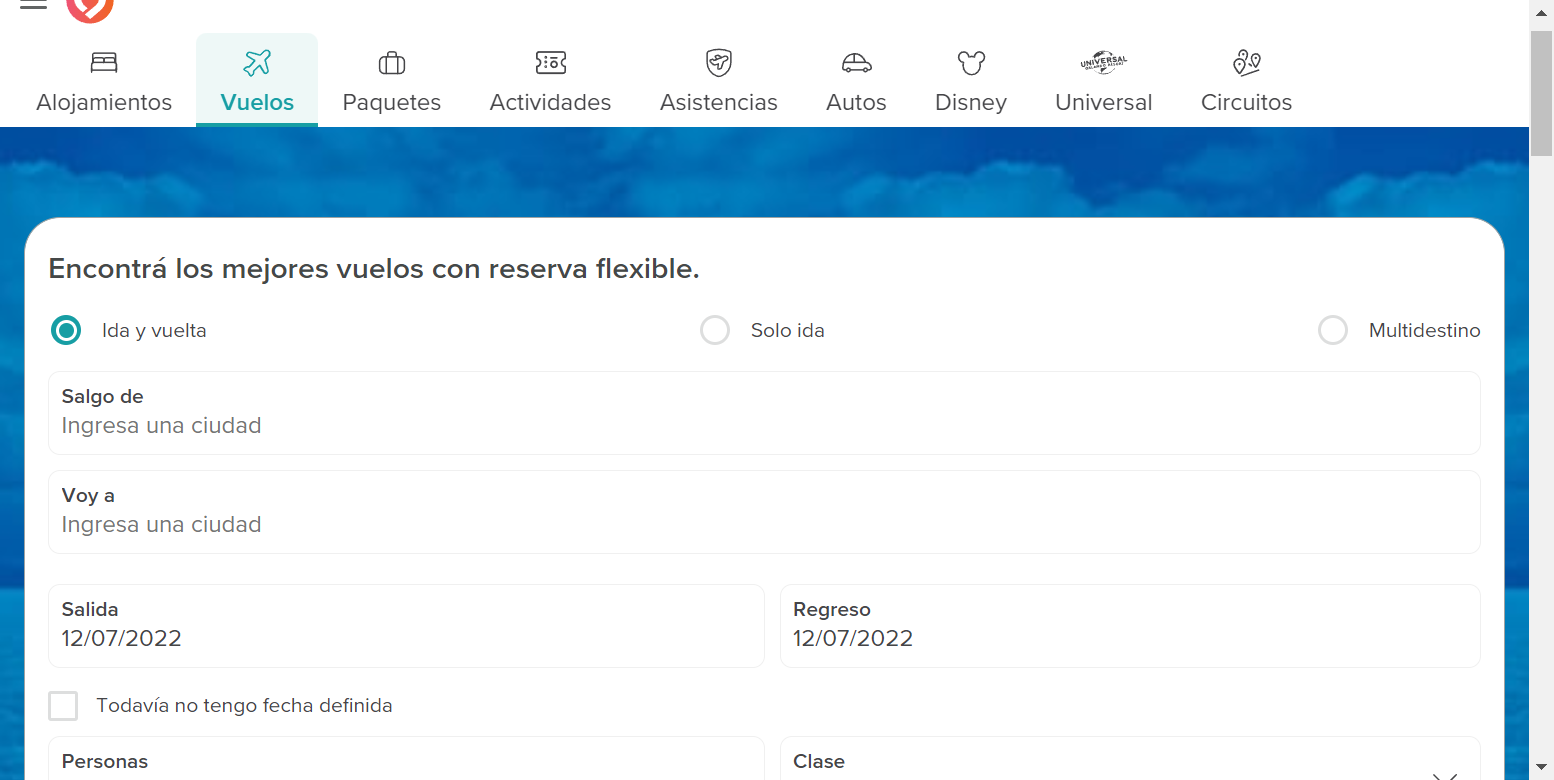 Alojamientos
Vuelos
Paquetes
Actividades
Asistencias
Autos
Disney
UNIVERSAL
Universal
Circuitos
Encontrá los mejores vuelos con reserva flexible.
Ida y vuelta
Solo ida
Multidestino
Salgo de
Ingresa una ciudad
Voy a
Ingresa una ciudad
Salida
12/07/2022
Regreso
12/07/2022
Todavía no tengo fecha definida
Personas
Clase